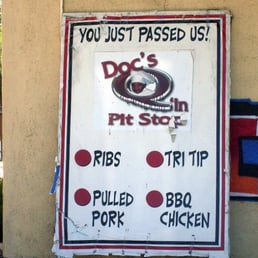 YOU JUST PASSED US!
Doc's
Q'in
Pit Stop
RIBS
TRI TIP
PULLED
PORK
BBQ
CHICKEN